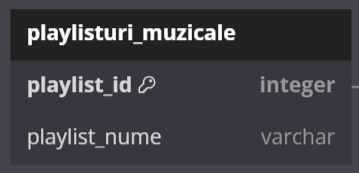 playlisturi_muzicale
playlist_id integer
playlist_nume varchar